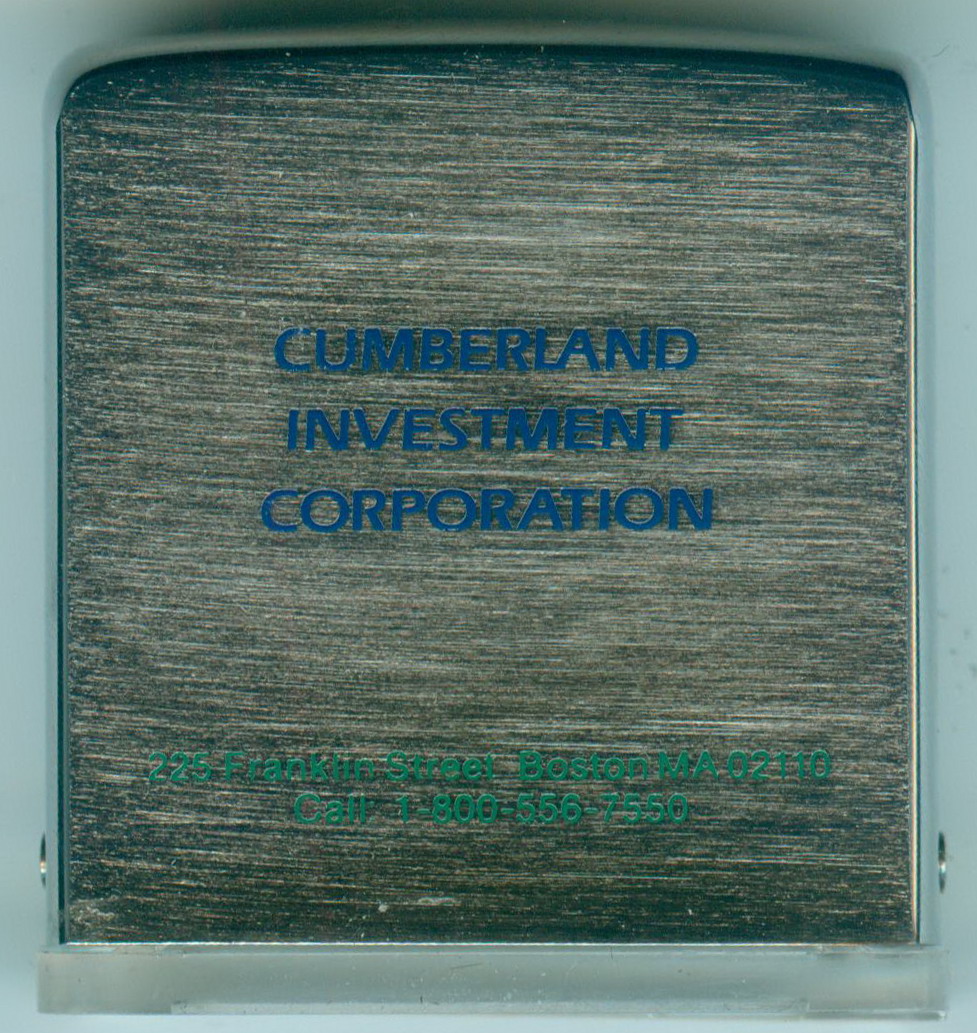 CUMBERLAND
INVESTMENT
CORPORATION
225 Franklin Street Boston MA 02110
Call 1-800-556-7550